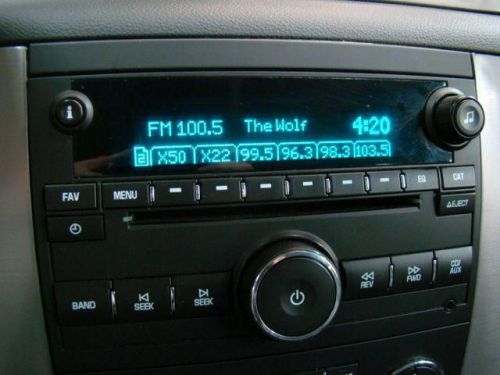 FM 100.5 The Wolf 4:20
2 X50 X22 99.5 96.3 98.3 103.5
FAV MENU EQ CAT
EJECT
BAND SEEK SEEK REV FWD CD/AUX